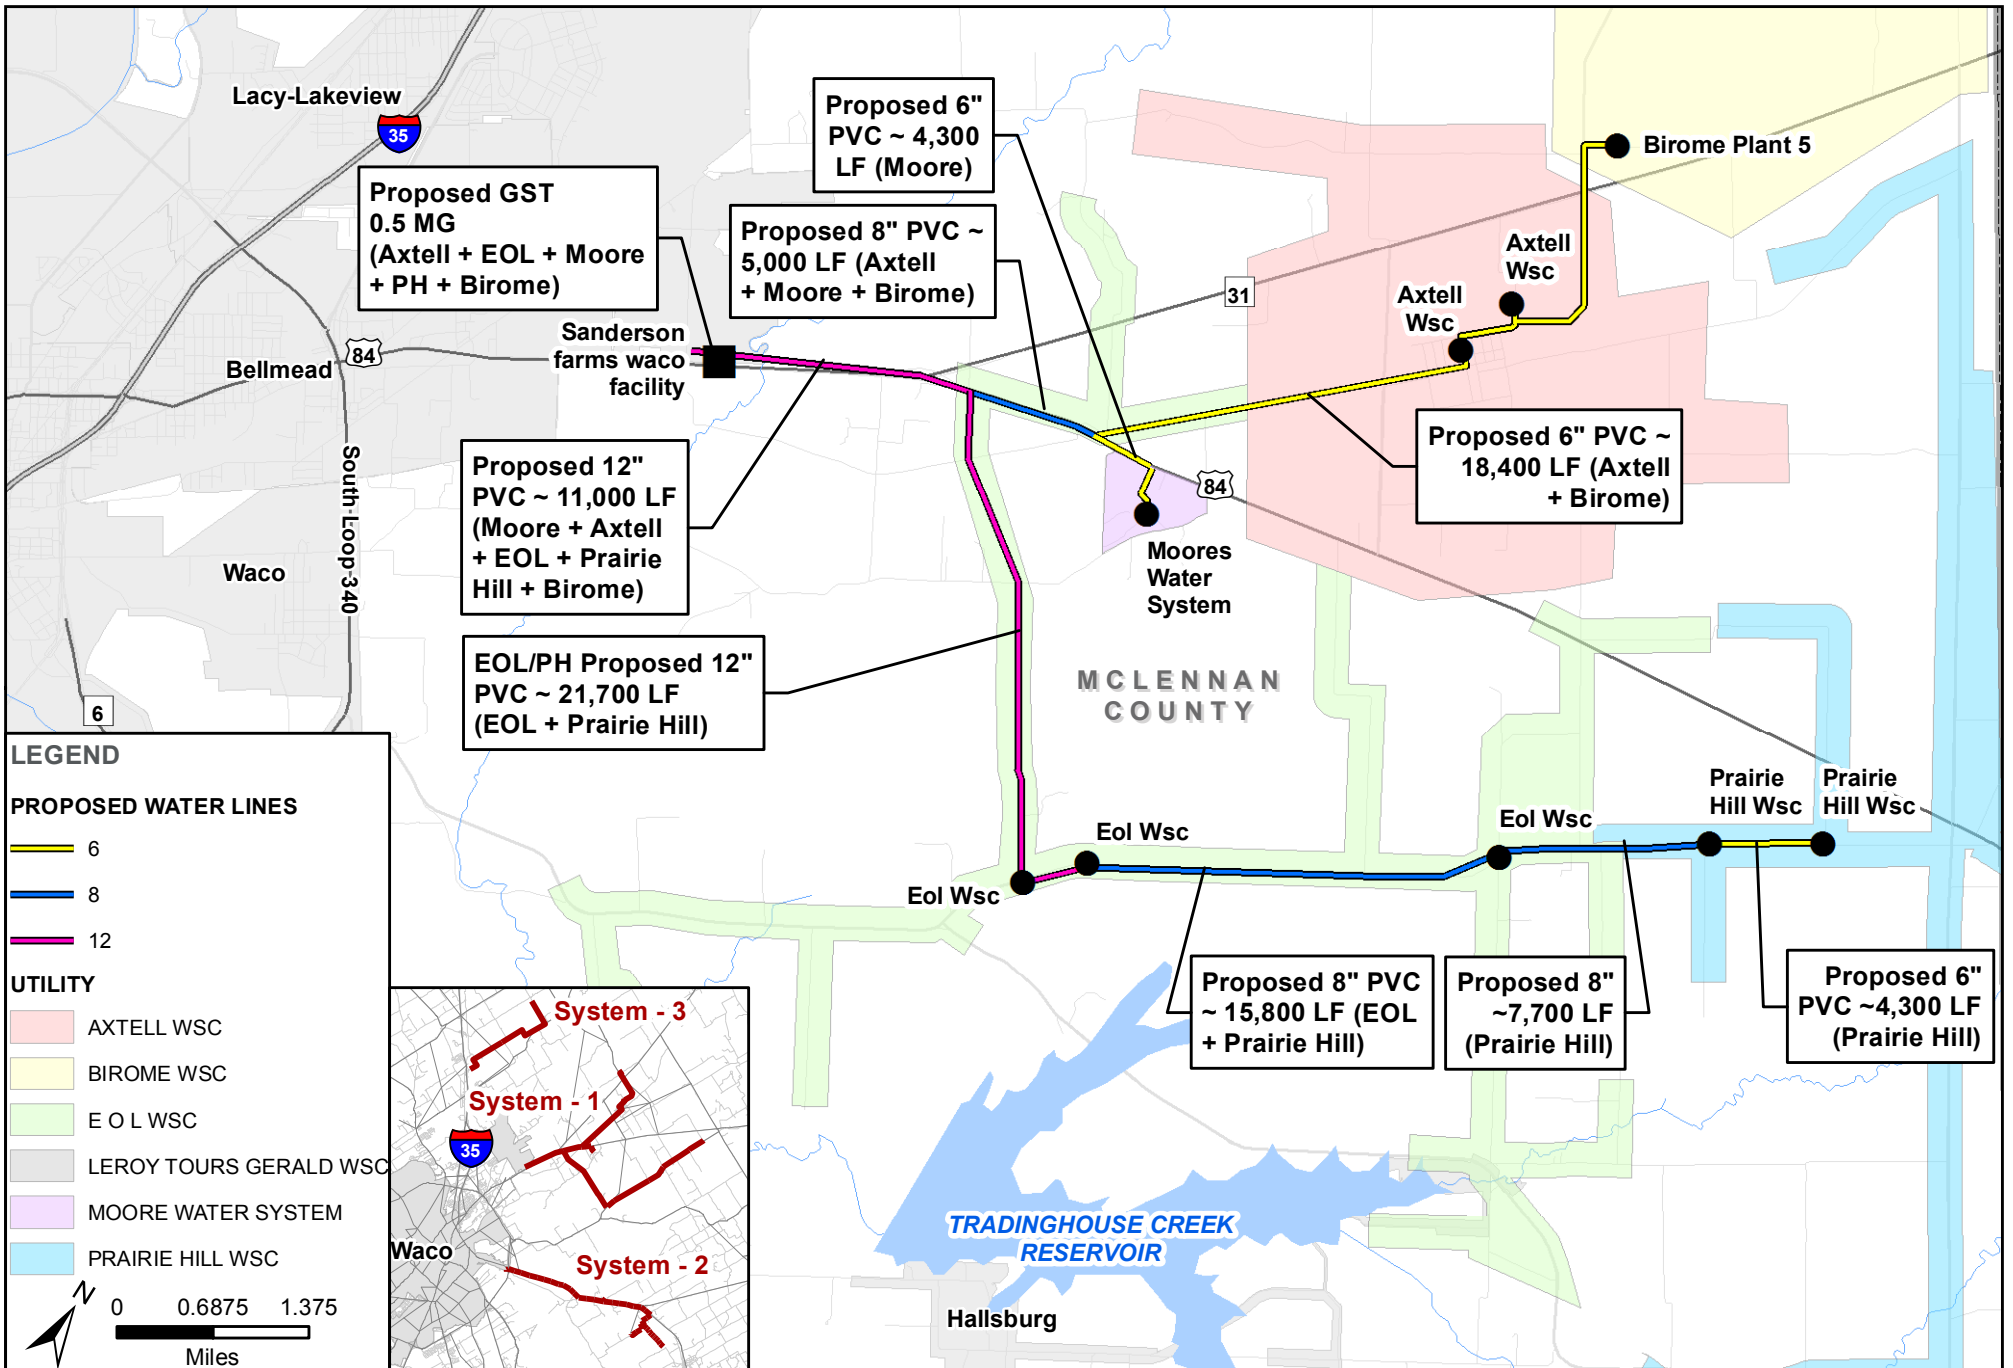 Lacy-Lakeview
35
Proposed GST
0.5 MG
(Axtell + EOL + Moore
+ PH + Birome)
Proposed 6"
PVC ~ 4,300
LF (Moore)
Proposed 8" PVC ~
5,000 LF (Axtell
+ Moore + Birome)
Birome Plant 5
Axtell
Wsc
Axtell
Wsc
31
Sanderson
farms waco
facility
Bellmead
84
South Loop 340
Waco
6
Proposed 12"
PVC ~ 11,000 LF
(Moore + Axtell
+ EOL + Prairie
Hill + Birome)
Proposed 6" PVC ~
18,400 LF (Axtell
+ Birome)
84
Moores
Water
System
EOL/PH Proposed 12"
PVC ~ 21,700 LF
(EOL + Prairie Hill)
MCLENNAN
COUNTY
Prairie
Hill Wsc
Prairie
Hill Wsc
Eol Wsc
Eol Wsc
Eol Wsc
Proposed 8" PVC
~ 15,800 LF (EOL
+ Prairie Hill)
Proposed 8"
~7,700 LF
(Prairie Hill)
Proposed 6"
PVC ~4,300 LF
(Prairie Hill)
TRADINGHOUSE CREEK
RESERVOIR
Hallsburg
LEGEND
PROPOSED WATER LINES
6
8
12
UTILITY
AXTELL WSC
BIROME WSC
E O L WSC
LEROY TOURS GERALD WSC
MOORE WATER SYSTEM
PRAIRIE HILL WSC
N
0 0.6875 1.375
Miles
System - 3
System - 1
35
Waco
System - 2